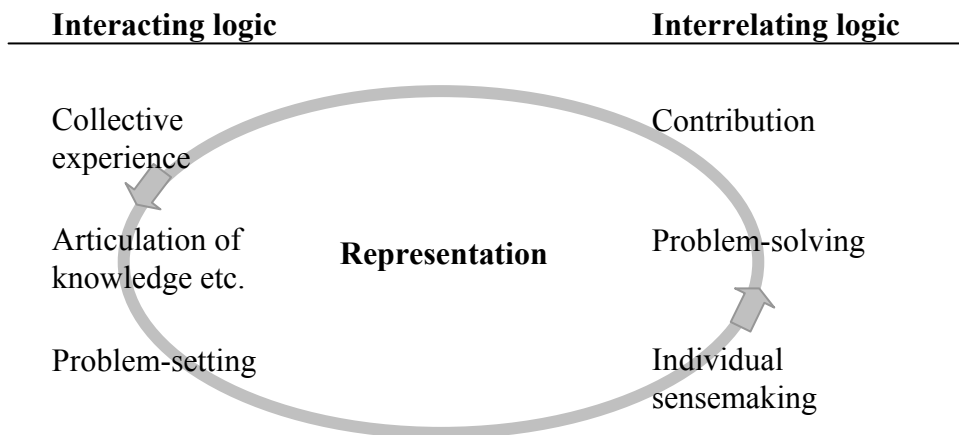 Interacting logic
Interrelating logic
Collective
experience
Contribution
Articulation of
knowledge etc.
Representation
Problem-solving
Problem-setting
Individual
sensemaking